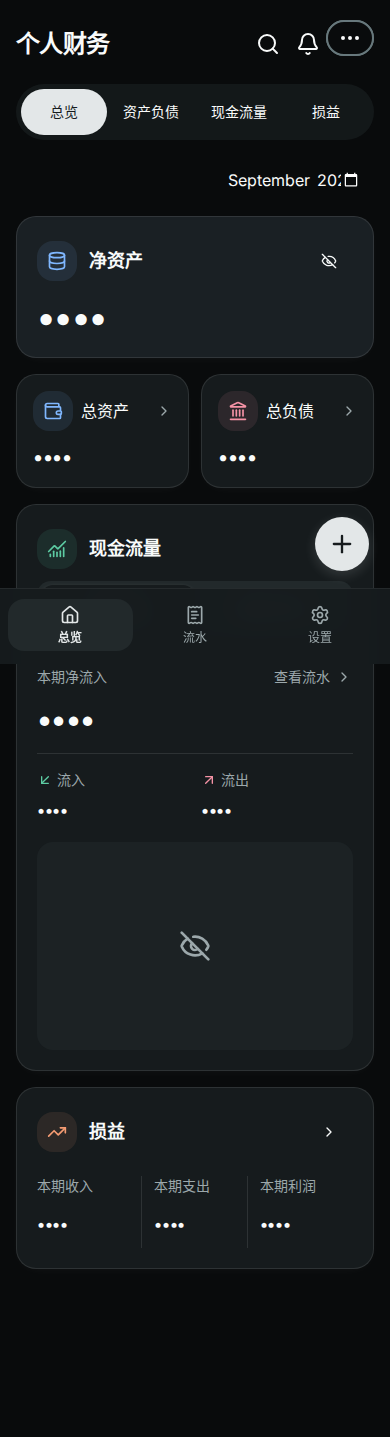 个人财务
总览 资产负债 现金流量 损益
September 202
净资产
••••
总资产 总负债
•••• ••••
现金流量
总览 流水 设置
本期净流入 查看流水
••••
流入 流出
•••• ••••
损益
本期收入 本期支出 本期利润
•••• •••• ••••